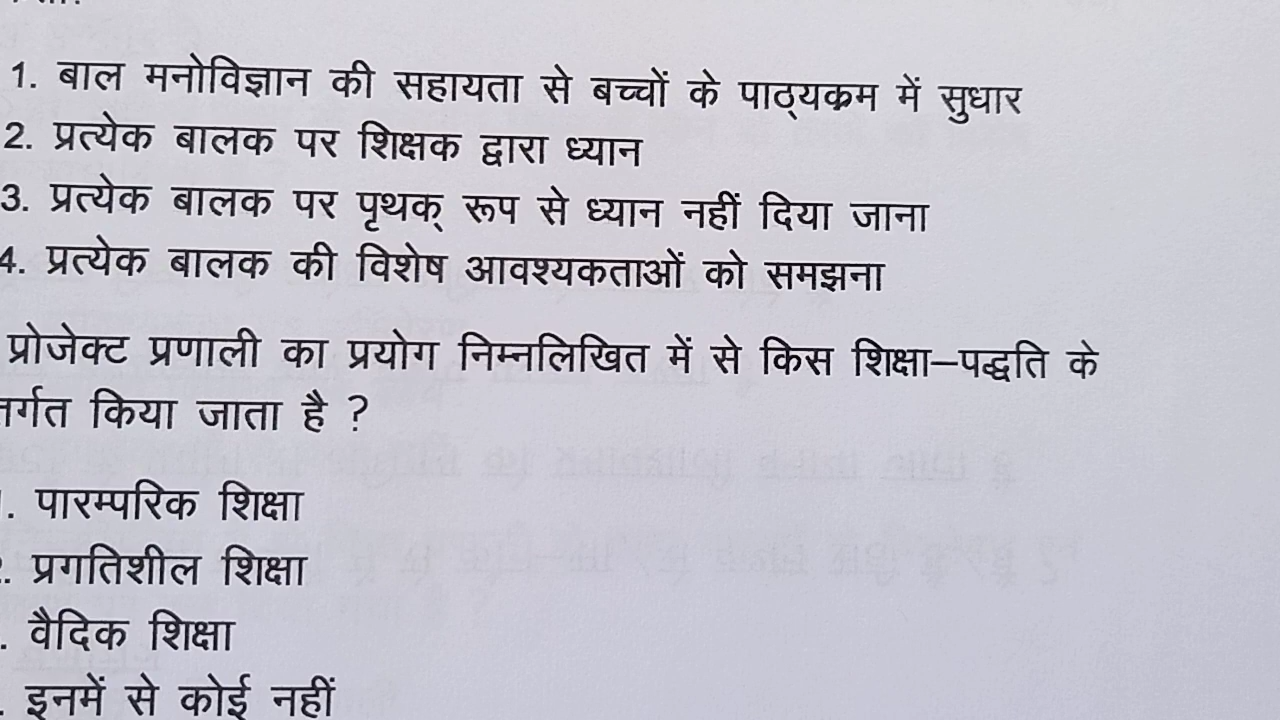 1. बाल मनोविज्ञान की सहायता से बच्चों के पाठ्यक्रम में सुधार
2. प्रत्येक बालक पर शिक्षक द्वारा ध्यान
3. प्रत्येक बालक पर पृथक् रूप से ध्यान नहीं दिया जाना
4. प्रत्येक बालक की विशेष आवश्यकताओं को समझना
प्रोजेक्ट प्रणाली का प्रयोग निम्नलिखित में से किस शिक्षा–पद्धति के
तर्गत किया जाता है ?
. पारम्परिक शिक्षा
. प्रगतिशील शिक्षा
. वैदिक शिक्षा
. इनमें से कोई नहीं